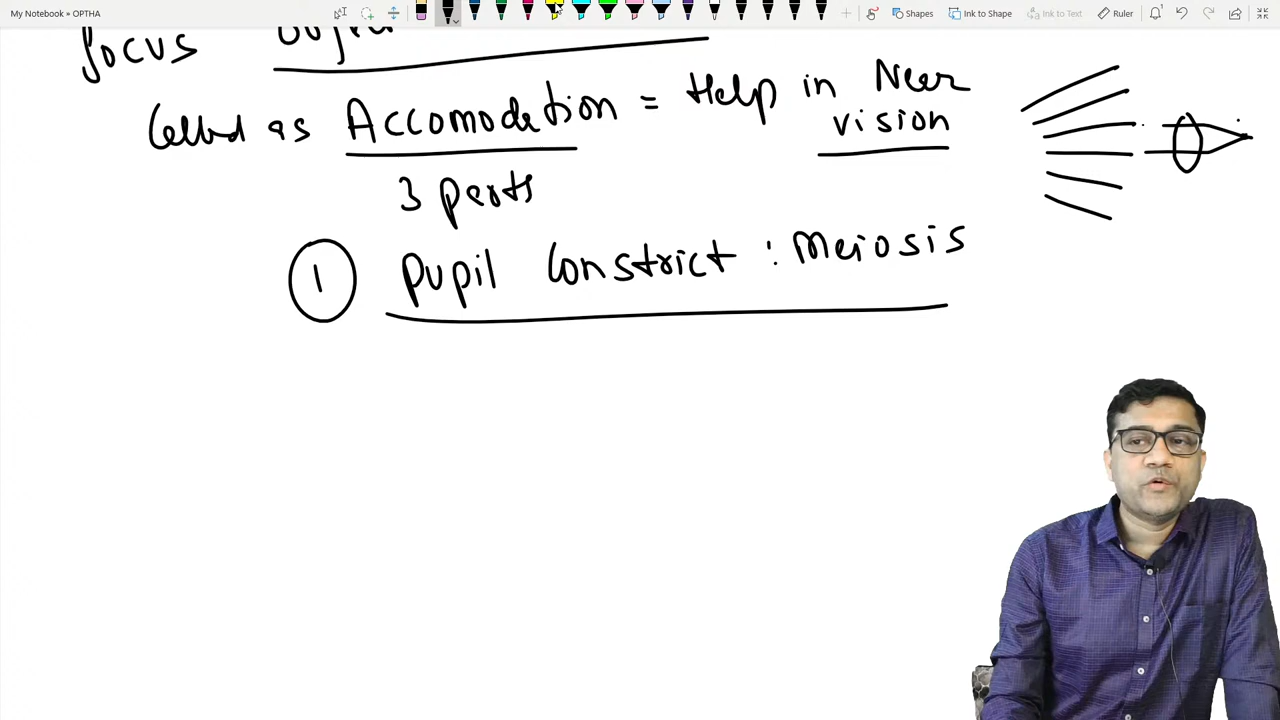 My Notebook » OPTHA
Shapes
Ink to Shape
Ink to Text
Ruler
focus
Called as Accomodation = Help in Near
vision
3 parts
1 Pupil Constrict : Meiosis